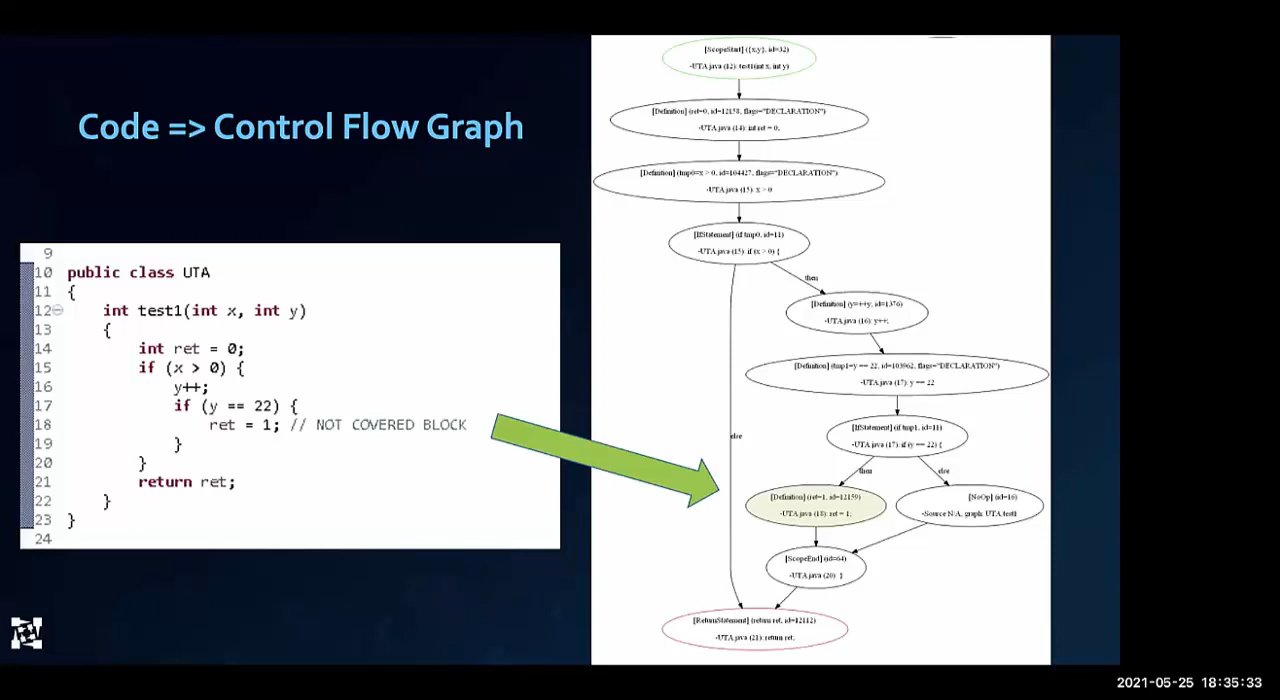 Code => Control Flow Graph
9
10 public class UTA
11 {
12 int test1(int x, int y)
13 {
14 int ret = 0;
15 if (x > 0) {
16 y++;
17 if (y == 22) {
18 ret = 1; // NOT COVERED BLOCK
19 }
20 }
21 return ret;
22 }
23 }
24
[ScopeStart] ({x,y}, id=32)
-UTA.java (12): test1(int x, int y)
[Definition] (ret=0, id=12158, flags="DECLARATION")
-UTA.java (14): int ret = 0;
[Definition] (tmp0=x > 0, id=104427, flags="DECLARATION")
-UTA.java (15): x > 0
[IfStatement] (if tmp0, id=11)
-UTA.java (15): if (x > 0) {
then
[Definition] (y=++y, id=1376)
-UTA.java (16): y++;
[Definition] (tmp1=y == 22, id=103962, flags="DECLARATION")
-UTA.java (17): y == 22
[IfStatement] (if tmp1, id=11)
-UTA.java (17): if (y == 22) {
else
then
else
[Definition] (ret=1, id=12159)
-UTA.java (18): ret = 1;
[NoOp] (id=16)
-Source N/A, graph: UTA test1
[ScopeEnd] (id=64)
-UTA.java (20): }
[ReturnStatement] (return ret, id=12112)
-UTA.java (21): return ret;
2021-05-25 18:35:33